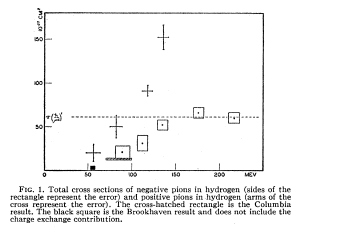 10⁻²⁷ cm²
150
100
50
0
50
100
150
200
MEV
FIG. 1. Total cross sections of negative pions in hydrogen (sides of the
rectangle represent the error) and positive pions in hydrogen (arms of the
cross represent the error). The cross-hatched rectangle is the Columbia
result. The black square is the Brookhaven result and does not include the
charge exchange contribution.